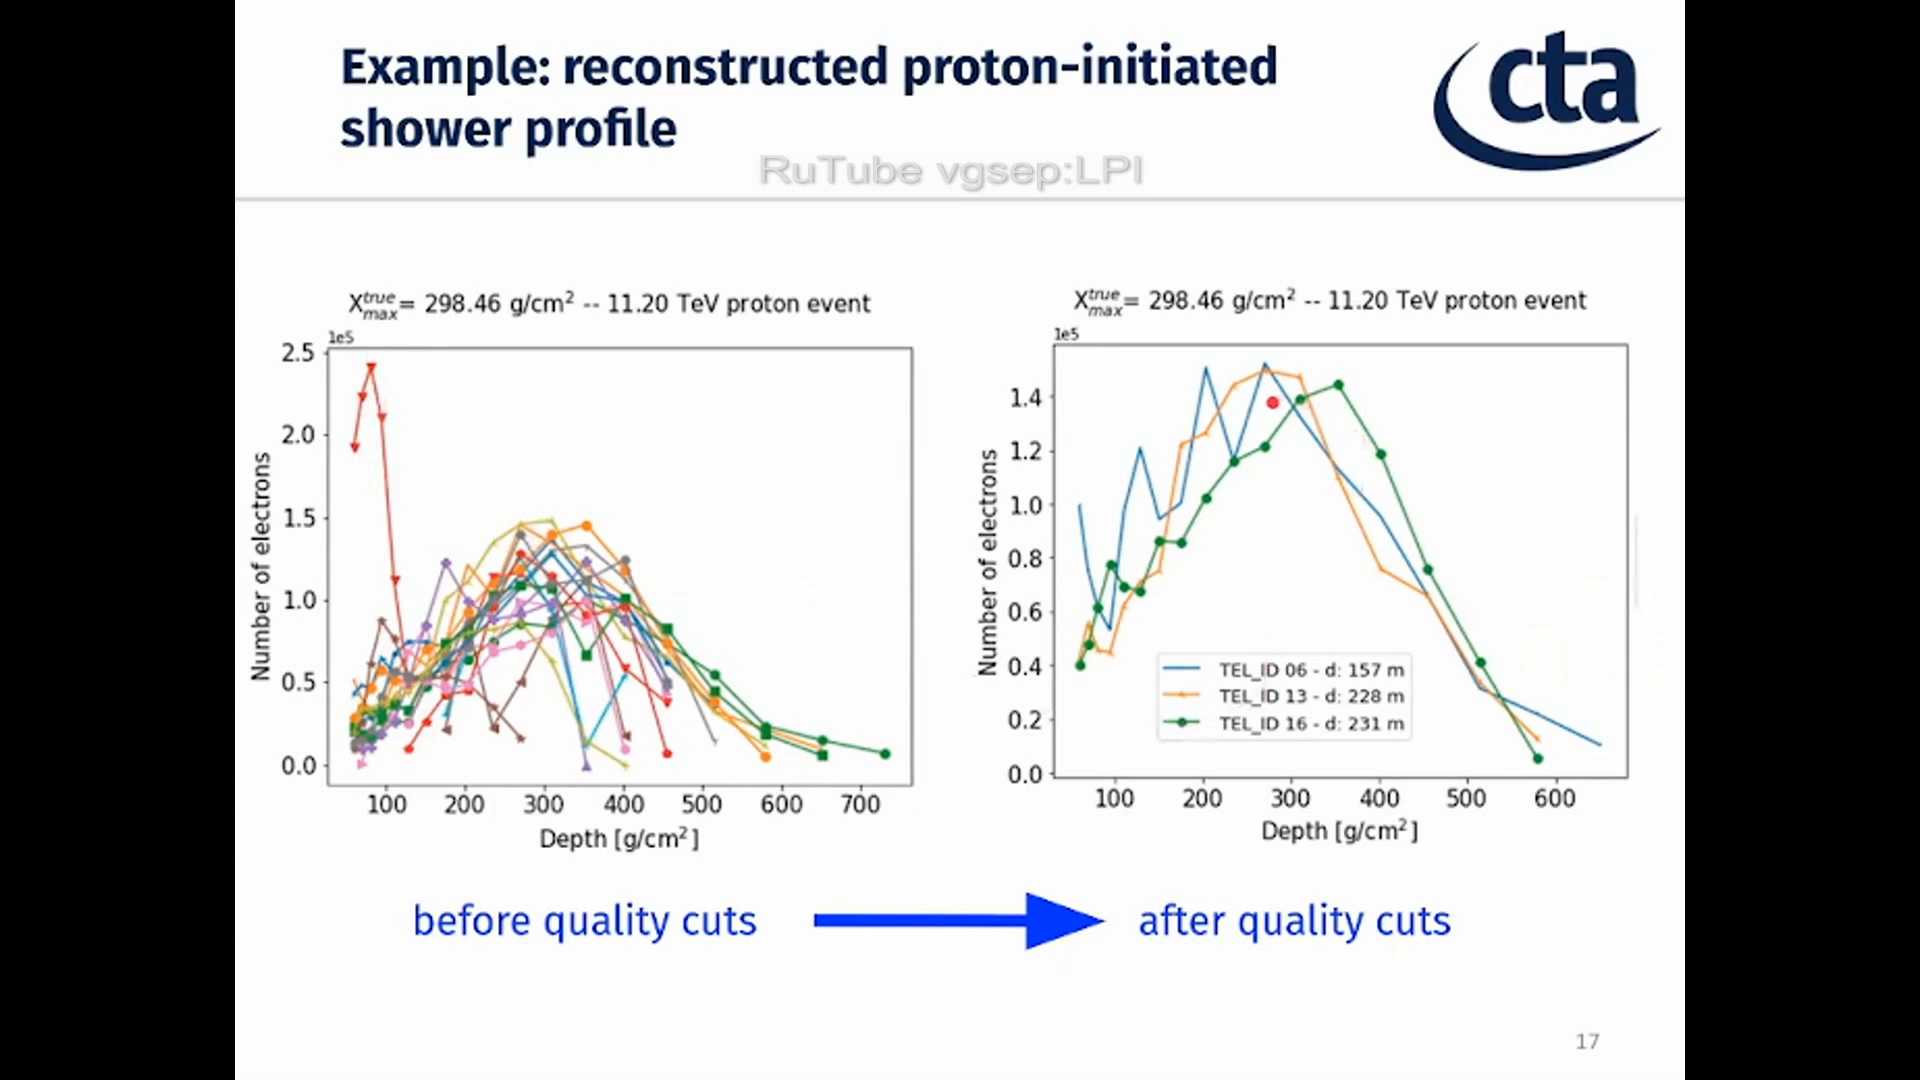 Example: reconstructed proton-initiated
shower profile
cta
RuTube vgsep:LPI
X^true_max = 298.46 g/cm² -- 11.20 TeV proton event
1e5
2.5
2.0
1.5
1.0
0.5
0.0
Number of electrons
100 200 300 400 500 600 700
Depth [g/cm²]
X^true_max = 298.46 g/cm² -- 11.20 TeV proton event
1e5
1.4
1.2
1.0
0.8
0.6
0.4
0.2
0.0
Number of electrons
TEL_ID 06 - d: 157 m
TEL_ID 13 - d: 228 m
TEL_ID 16 - d: 231 m
100 200 300 400 500 600
Depth [g/cm²]
before quality cuts
after quality cuts
17